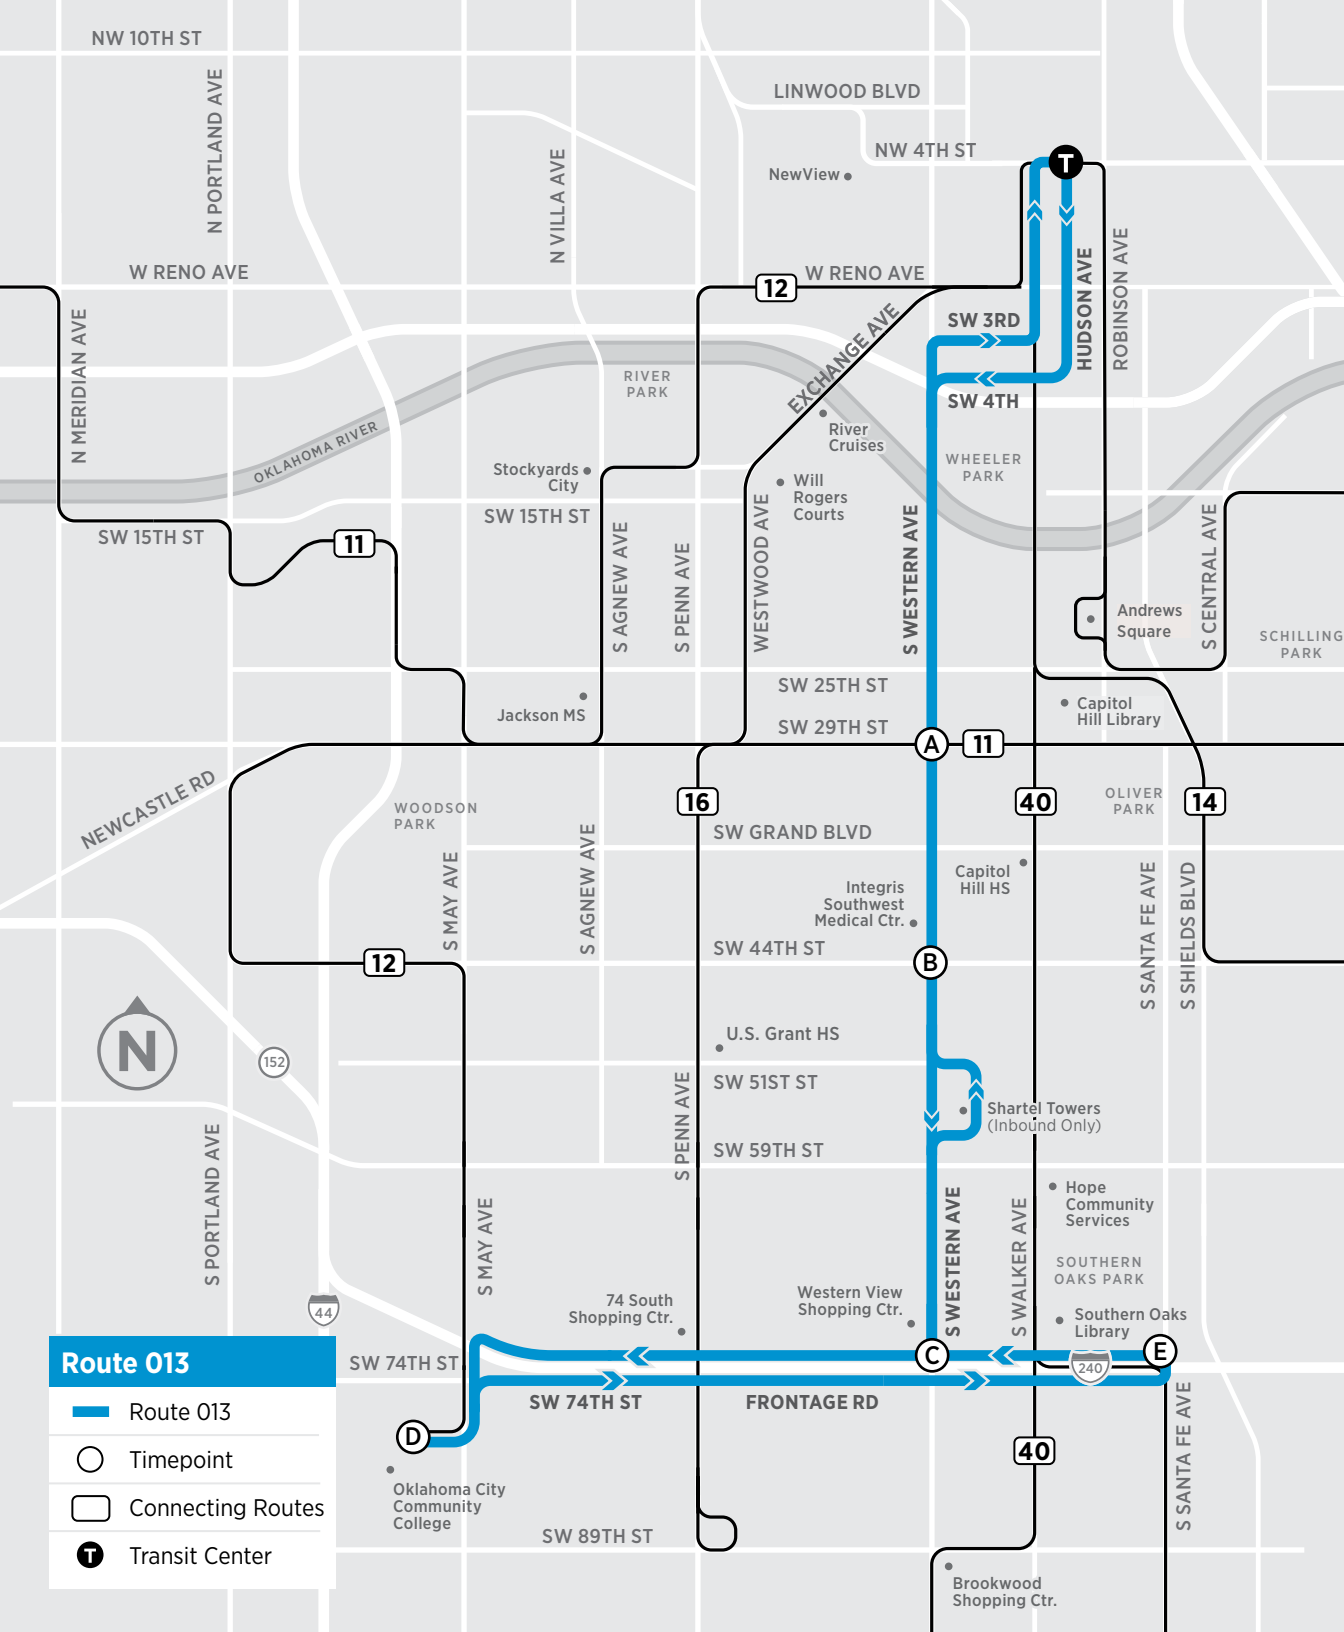 NW 10TH ST
N PORTLAND AVE
LINWOOD BLVD
N VILLA AVE
NW 4TH ST
T
NewView
W RENO AVE
12
W RENO AVE
HUDSON AVE
ROBINSON AVE
N MERIDIAN AVE
EXCHANGE AVE
SW 3RD
SW 4TH
RIVER
PARK
OKLAHOMA RIVER
River
Cruises
WHEELER
PARK
Stockyards
City
Will
Rogers
Courts
SW 15TH ST
SW 15TH ST
11
S AGNEW AVE
S PENN AVE
WESTWOOD AVE
S WESTERN AVE
S CENTRAL AVE
Andrews
Square
SCHILLING
PARK
SW 25TH ST
Jackson MS
Capitol
Hill Library
SW 29TH ST
A
11
NEWCASTLE RD
WOODSON
PARK
16
40
OLIVER
PARK
14
SW GRAND BLVD
S MAY AVE
S AGNEW AVE
Capitol
Hill HS
Integris
Southwest
Medical Ctr.
S SANTA FE AVE
S SHIELDS BLVD
SW 44TH ST
12
B
N
152
U.S. Grant HS
SW 51ST ST
S PENN AVE
Shartel Towers
(Inbound Only)
SW 59TH ST
S PORTLAND AVE
S MAY AVE
S WESTERN AVE
S WALKER AVE
Hope
Community
Services
SOUTHERN
OAKS PARK
44
74 South
Shopping Ctr.
Western View
Shopping Ctr.
Southern Oaks
Library
SW 74TH ST
C
E
240
SW 74TH ST
FRONTAGE RD
D
40
S SANTA FE AVE
Oklahoma City
Community
College
SW 89TH ST
Brookwood
Shopping Ctr.
Route 013
Route 013
Timepoint
Connecting Routes
T
Transit Center